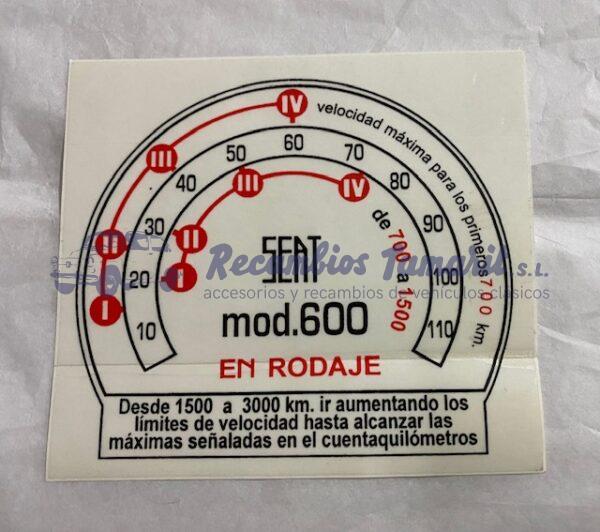 IV
III
II
I
velocidad máxima para los primeros 700 km.
10 20 30 40 50 60 70 80 90 100 110
I II III IV
de 700 a 1500
SEAT
mod.600
EN RODAJE
Desde 1500 a 3000 km. ir aumentando los
límites de velocidad hasta alcanzar las
máximas señaladas en el cuentaquilómetros
Recambios Tumaril S.L.
accesorios y recambios de vehículos clásicos